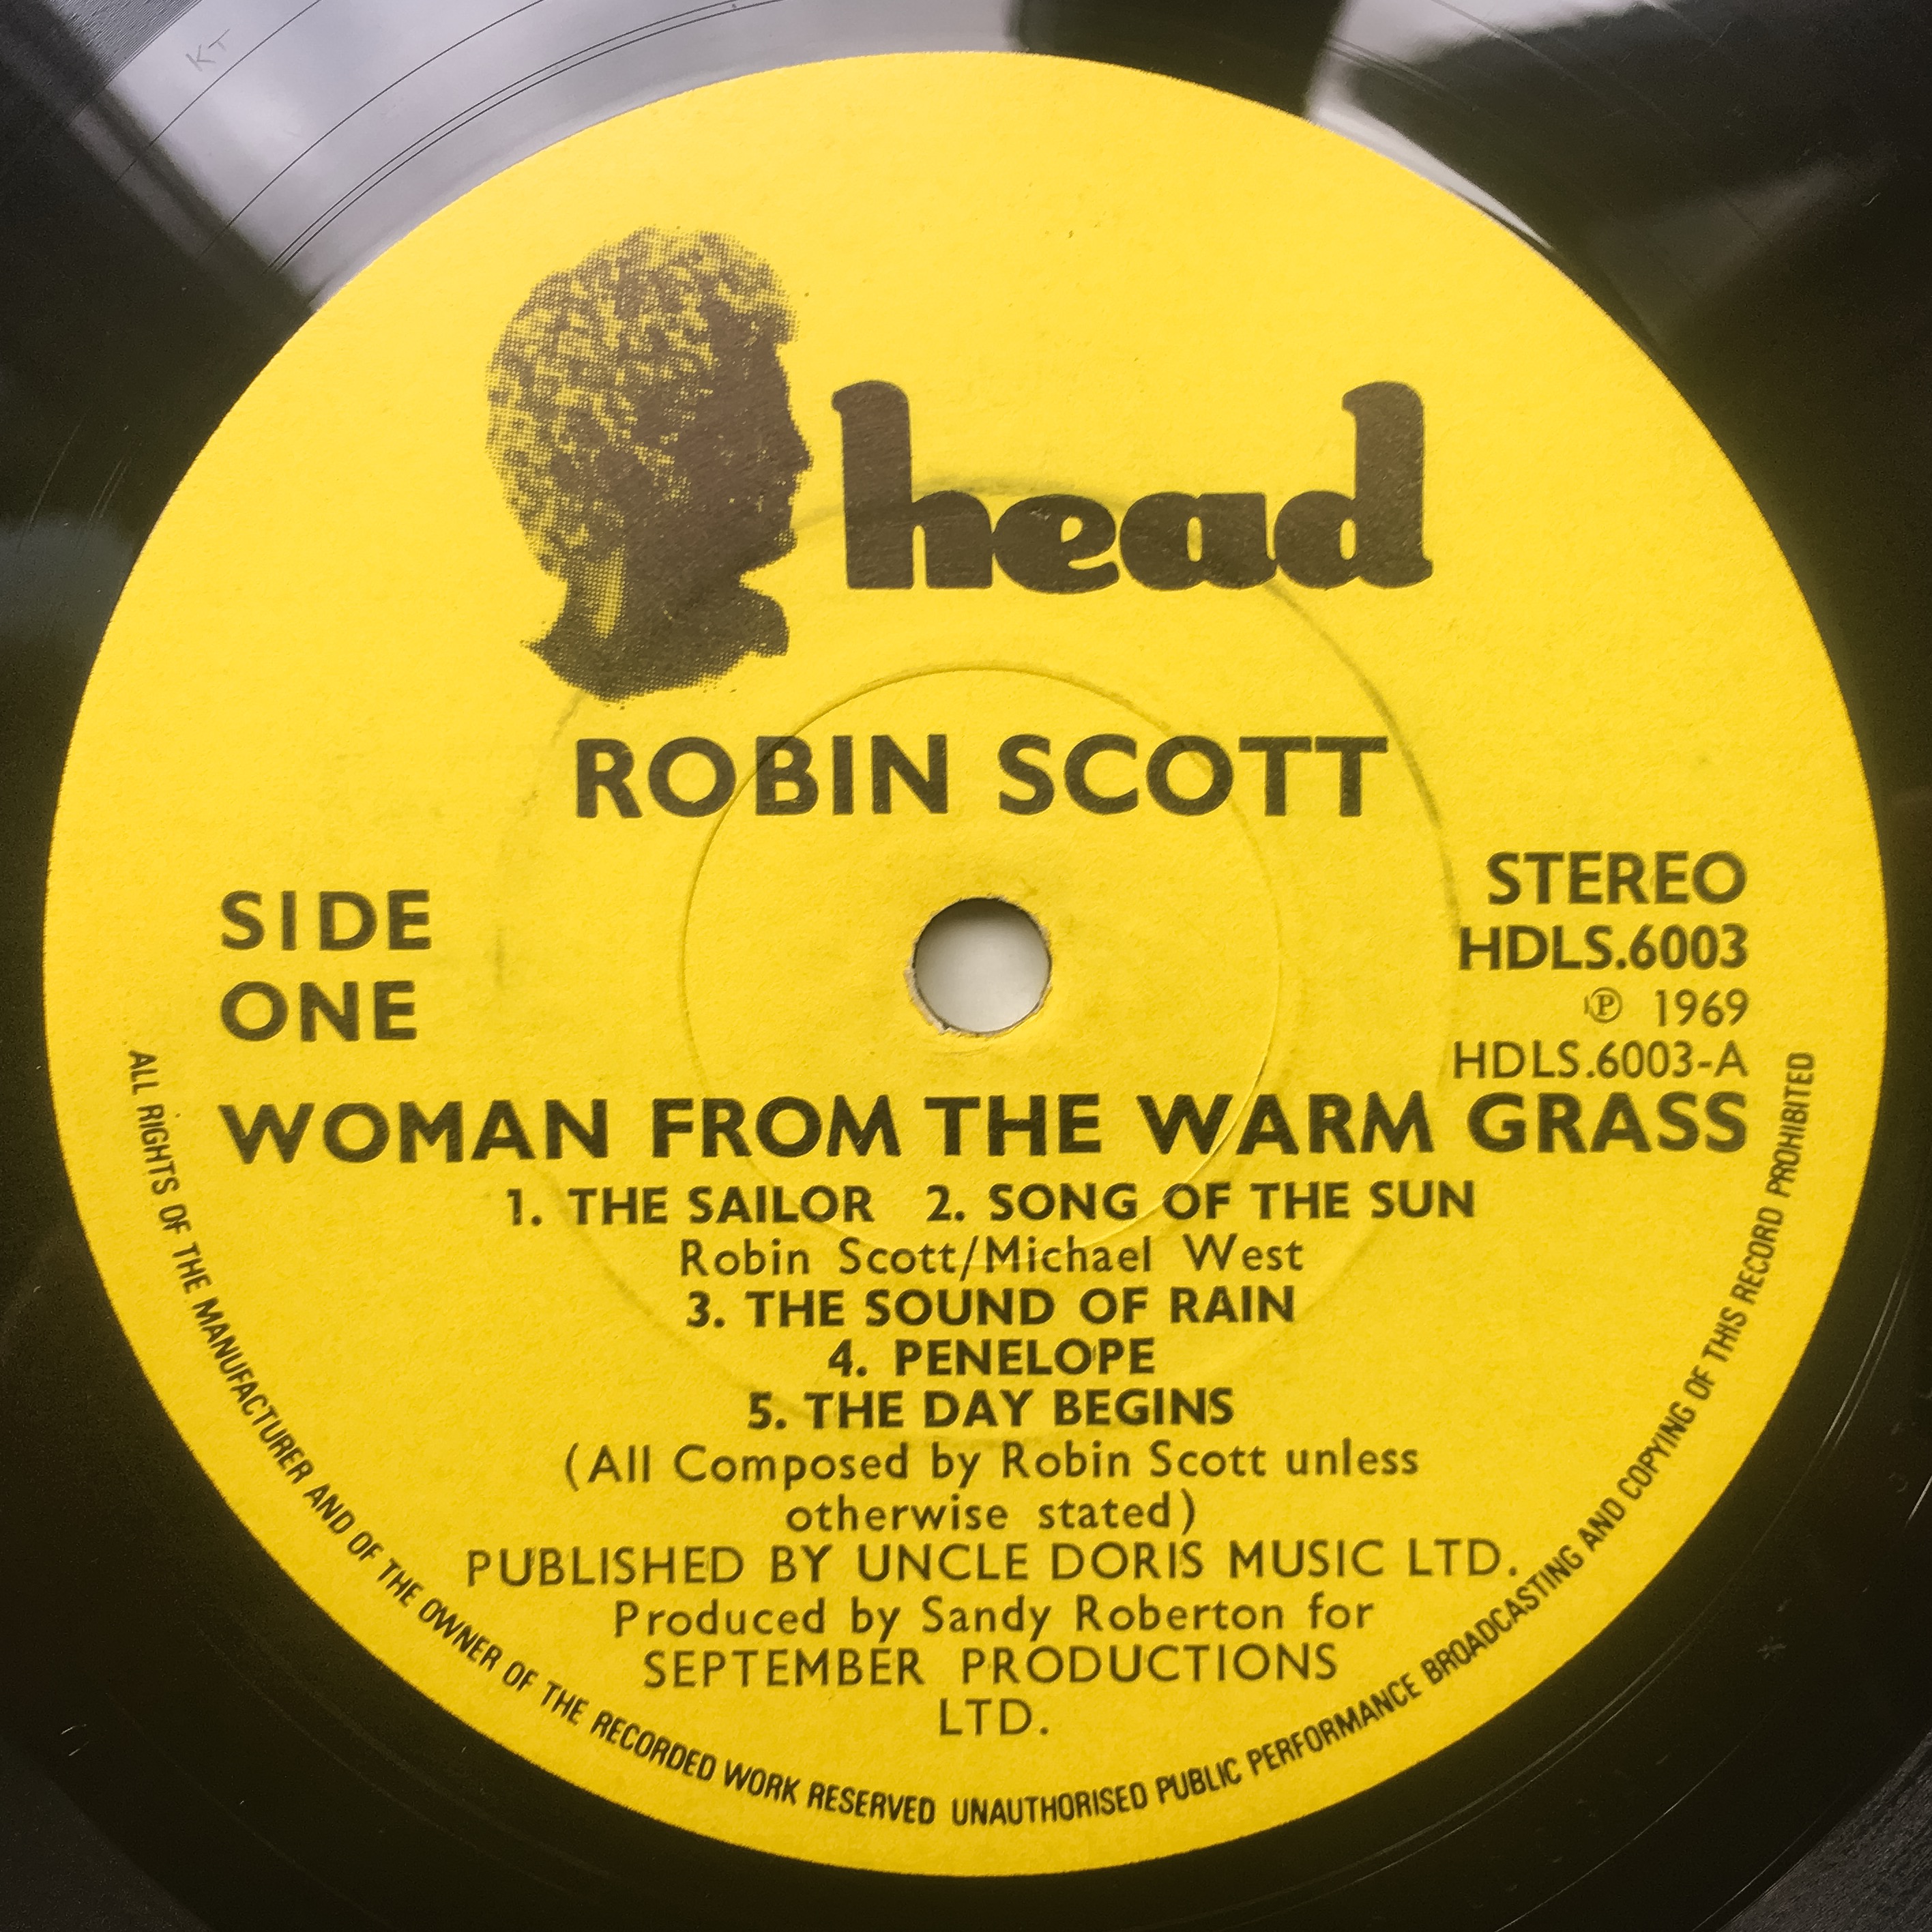 KT
head
ROBIN SCOTT
SIDE
ONE
STEREO
HDLS.6003
℗ 1969
HDLS.6003-A
WOMAN FROM THE WARM GRASS
1. THE SAILOR 2. SONG OF THE SUN
Robin Scott/Michael West
3. THE SOUND OF RAIN
4. PENELOPE
5. THE DAY BEGINS
(All Composed by Robin Scott unless
otherwise stated)
PUBLISHED BY UNCLE DORIS MUSIC LTD.
Produced by Sandy Roberton for
SEPTEMBER PRODUCTIONS
LTD.
ALL RIGHTS OF THE MANUFACTURER AND OF THE OWNER OF THE RECORDED WORK RESERVED UNAUTHORISED PUBLIC PERFORMANCE BROADCASTING AND COPYING OF THIS RECORD PROHIBITED